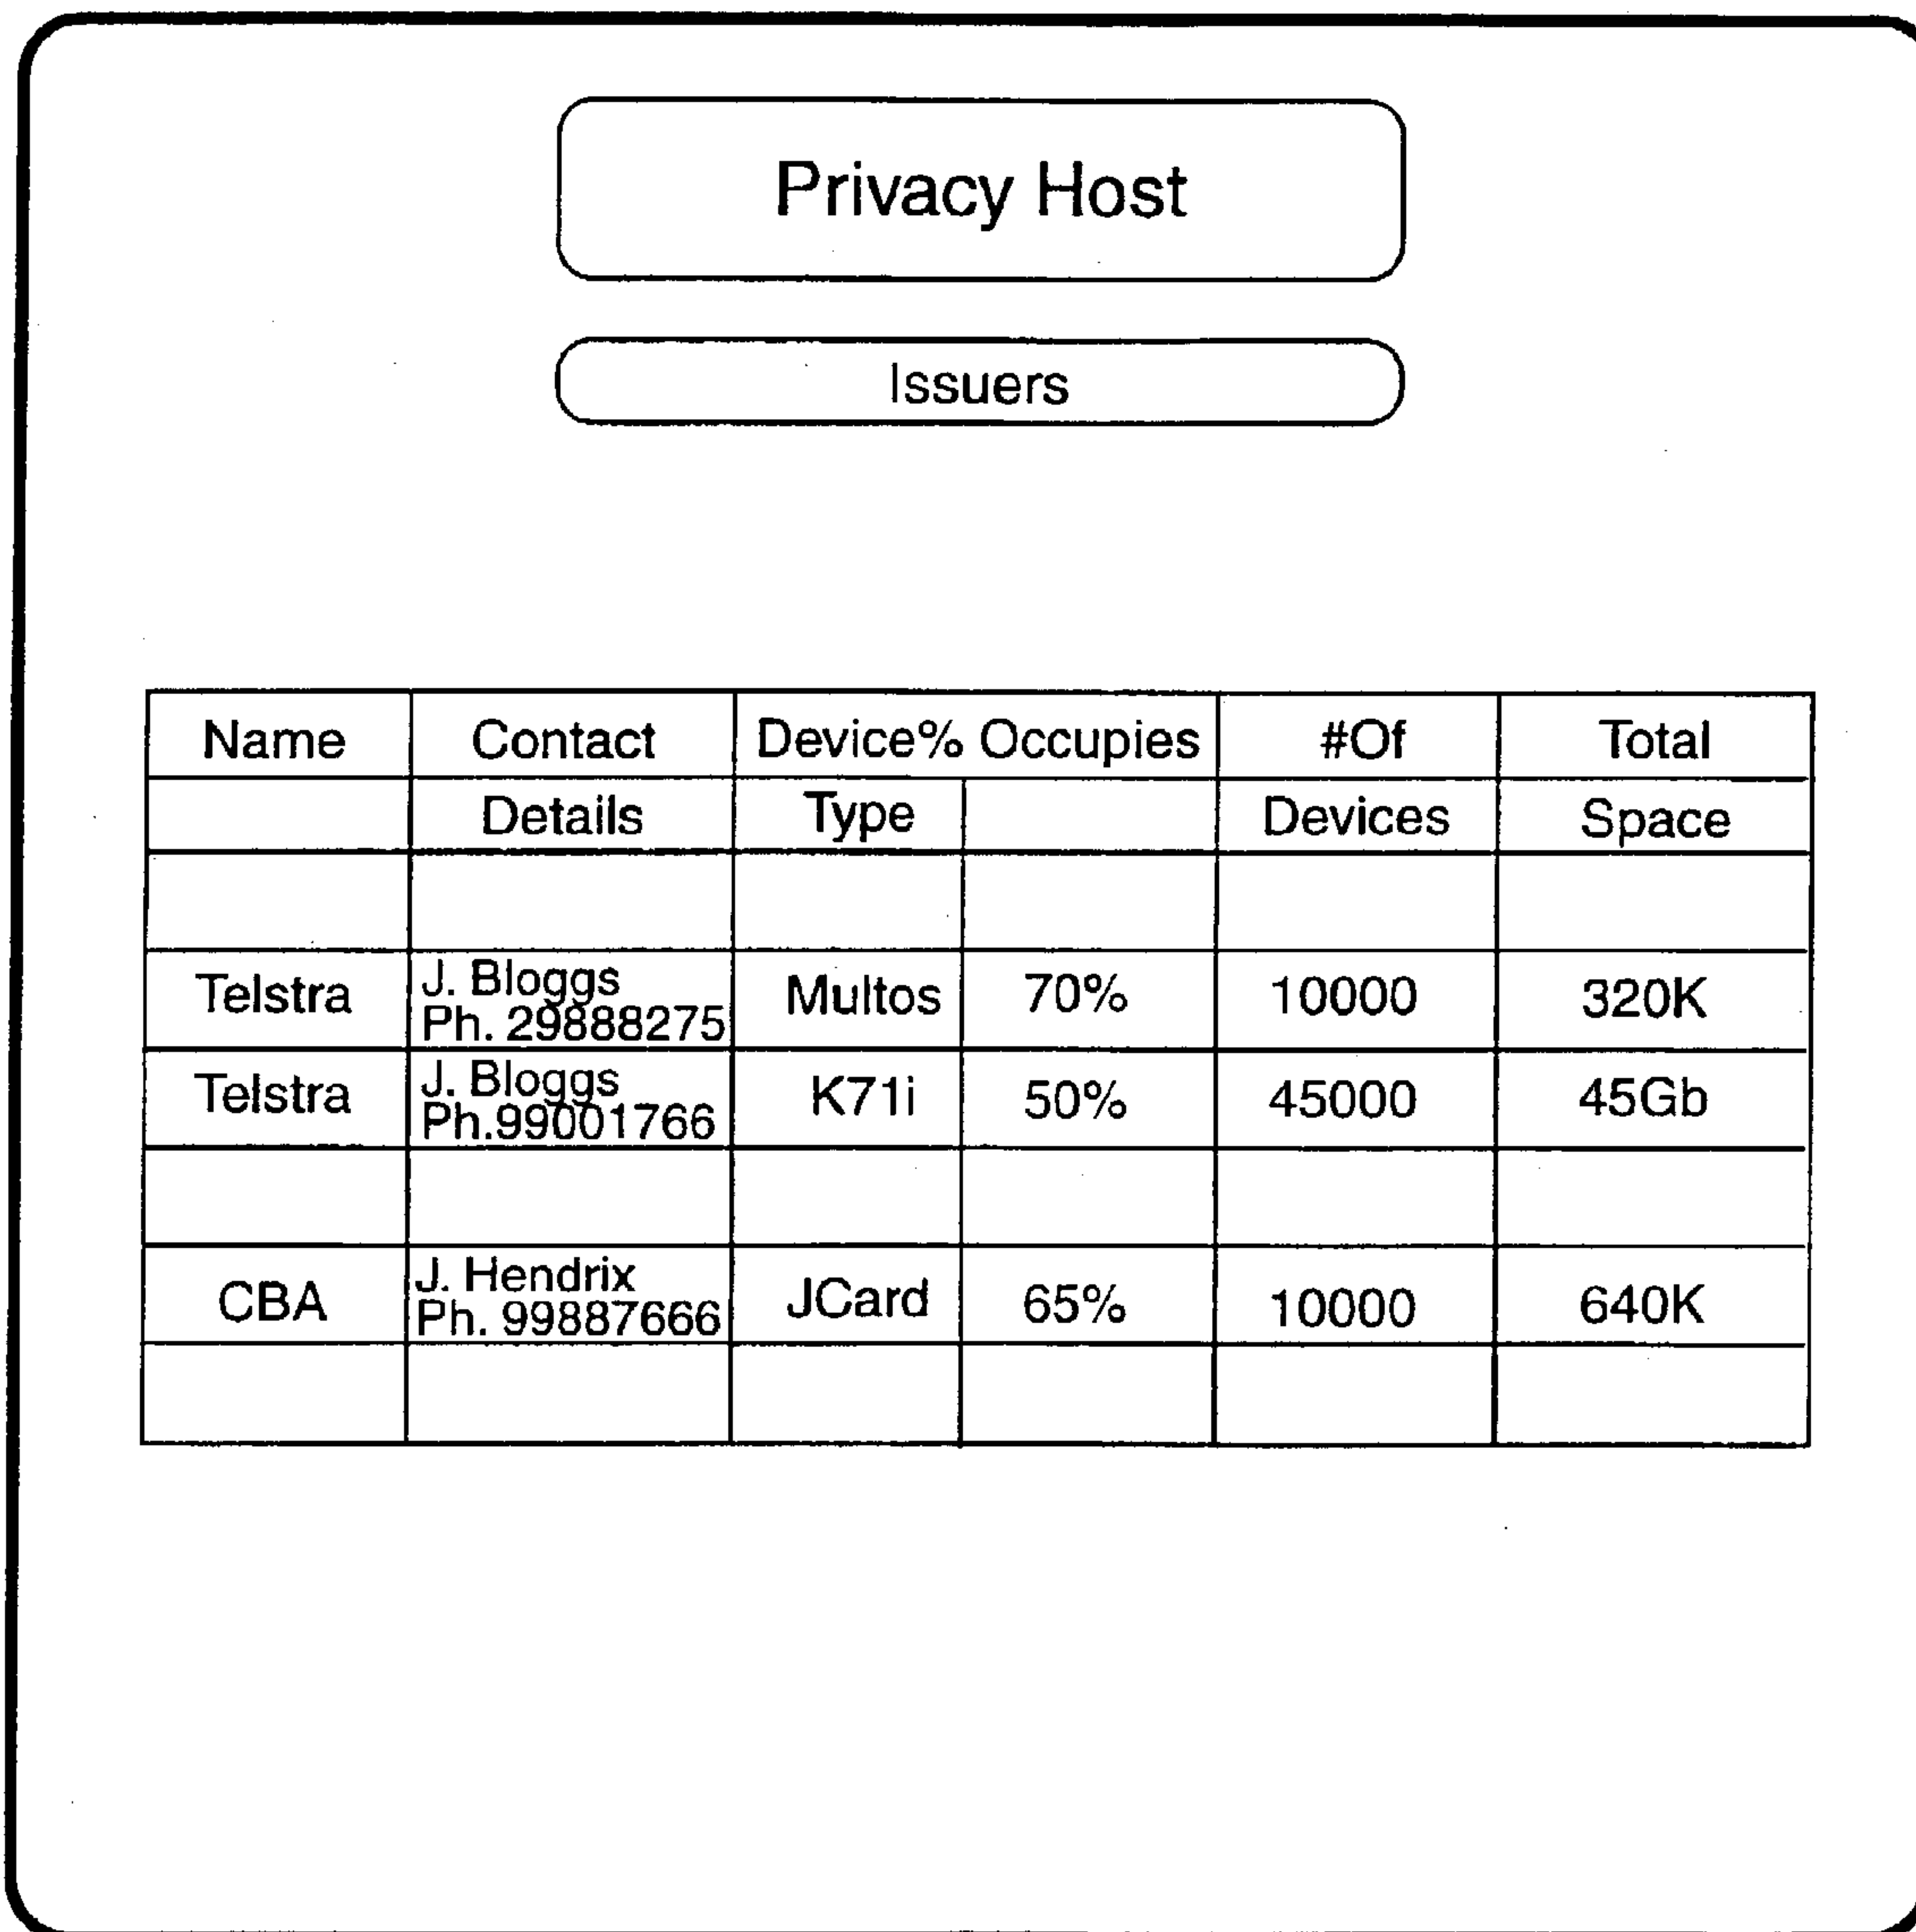 Privacy Host
Issuers
Name Contact Device% Occupies #Of Total
Details Type Devices Space
Telstra J. Bloggs Ph. 29888275 Multos 70% 10000 320K
Telstra J. Bloggs Ph.99001766 K71i 50% 45000 45Gb
CBA J. Hendrix Ph. 99887666 JCard 65% 10000 640K